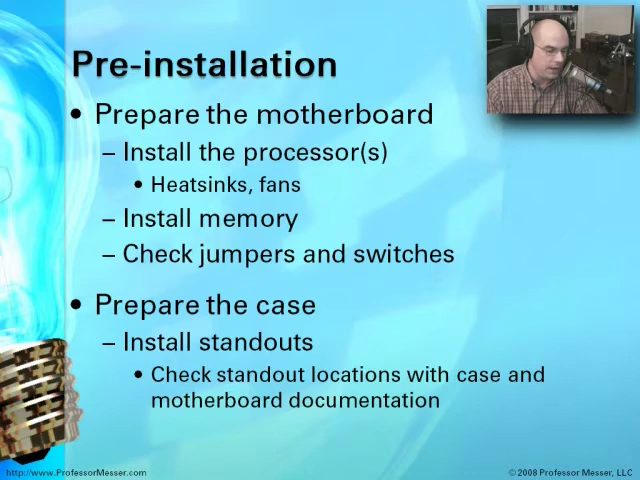 Pre-installation
• Prepare the motherboard
– Install the processor(s)
• Heatsinks, fans
– Install memory
– Check jumpers and switches
• Prepare the case
– Install standouts
• Check standout locations with case and
motherboard documentation
http://www.ProfessorMesser.com
© 2008 Professor Messer, LLC